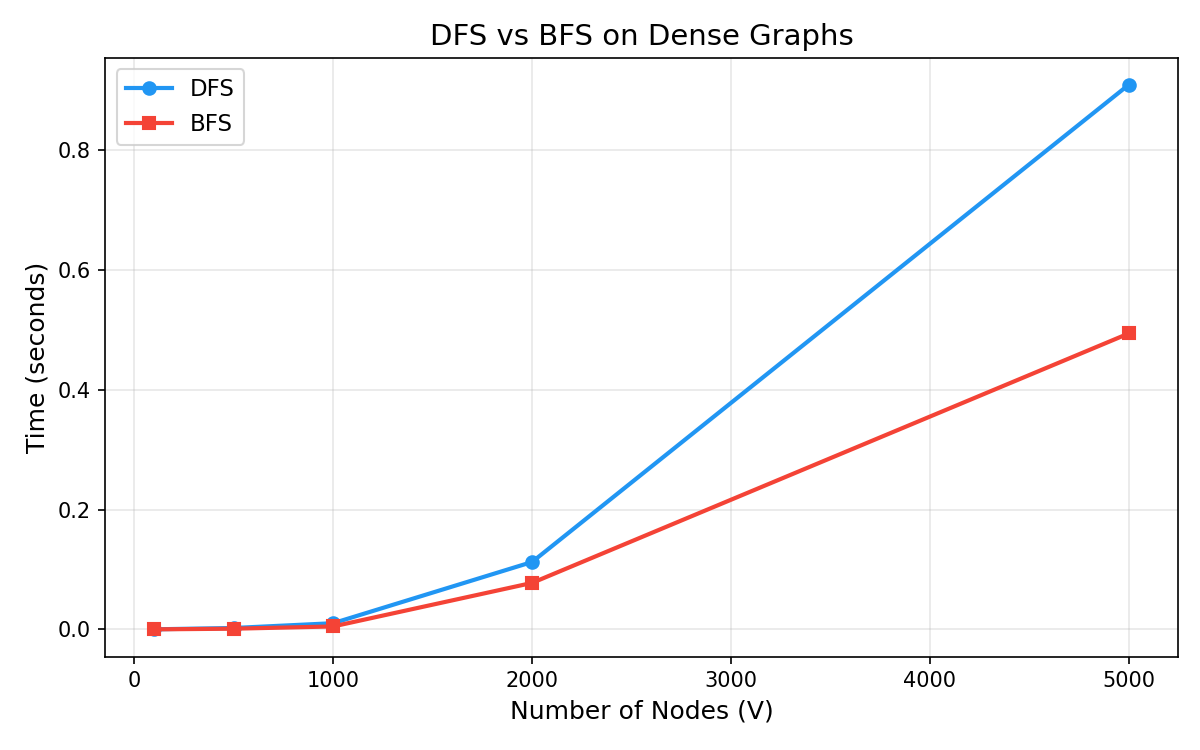 DFS vs BFS on Dense Graphs
DFS
BFS
Time (seconds)
0.8
0.6
0.4
0.2
0.0
0 1000 2000 3000 4000 5000
Number of Nodes (V)